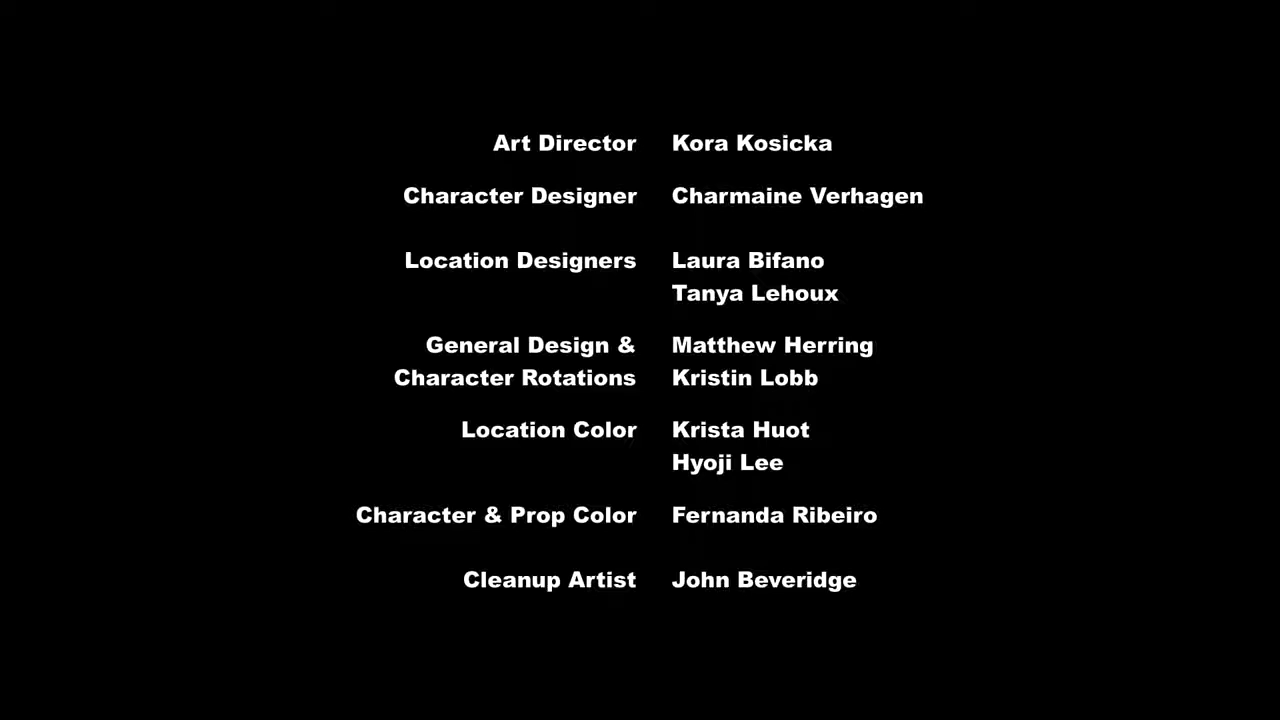 Art Director Kora Kosicka
Character Designer Charmaine Verhagen
Location Designers Laura Bifano
Tanya Lehoux
General Design & Matthew Herring
Character Rotations Kristin Lobb
Location Color Krista Huot
Hyoji Lee
Character & Prop Color Fernanda Ribeiro
Cleanup Artist John Beveridge